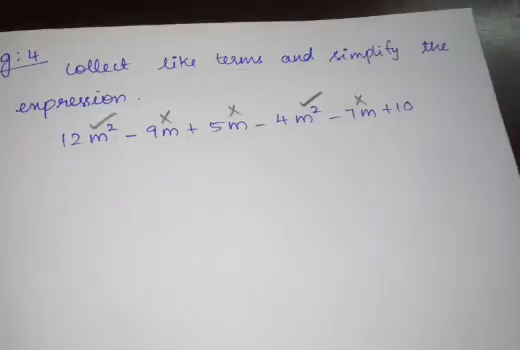 g:4 collect like terms and simplify the
expression.
12m² - 9m + 5m - 4m² - 7m +10